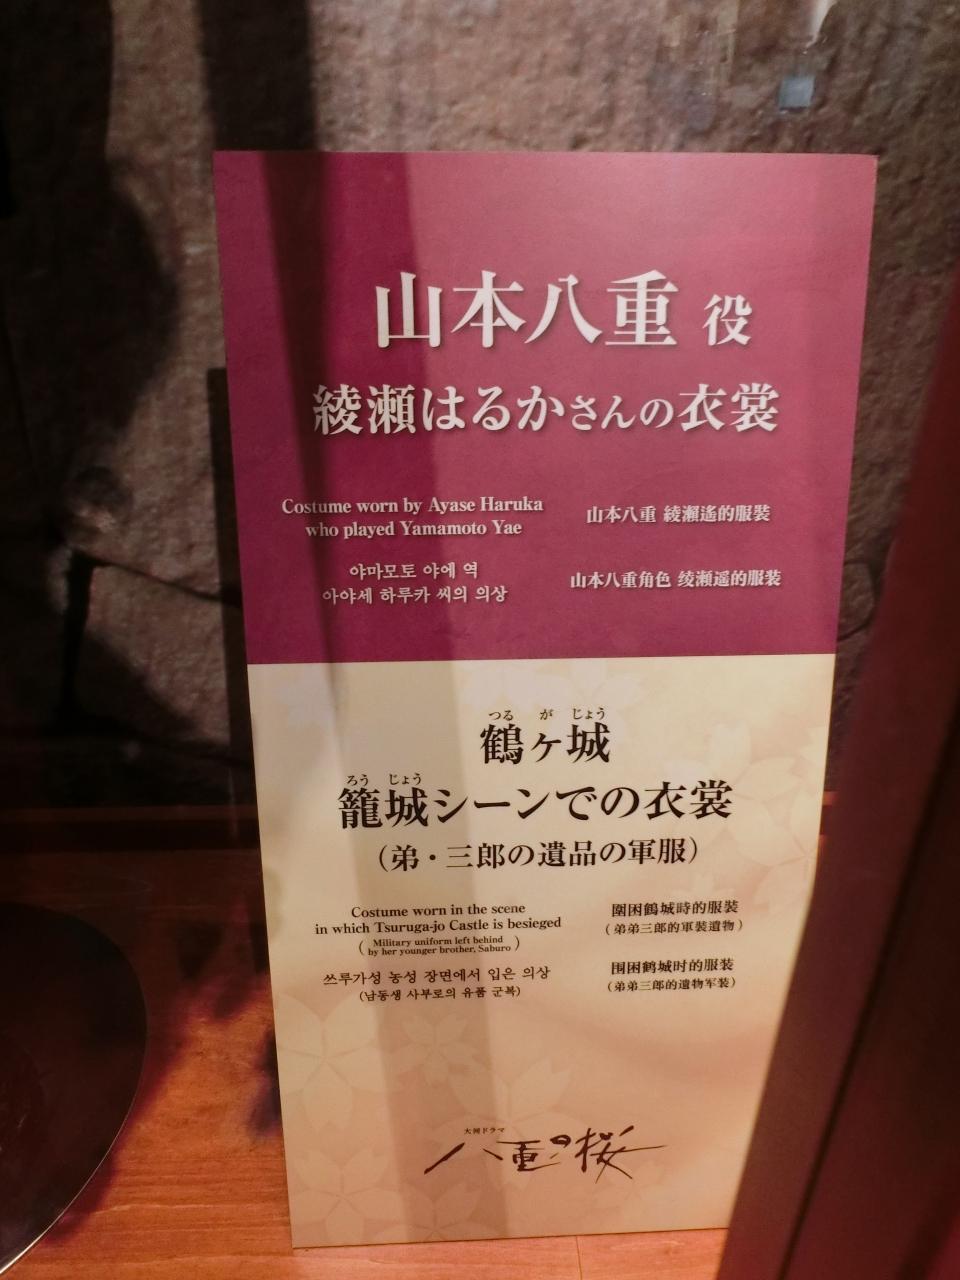 山本八重 役
綾瀬はるかさんの衣裳
Costume worn by Ayase Haruka
who played Yamamoto Yae
山本八重 綾瀨遙的服裝
야마모토 야에 역
아야세 하루카 씨의 의상
山本八重角色 绫濑遥的服装
つる が じょう
鶴ヶ城
ろう じょう
籠城シーンでの衣裳
（弟・三郎の遺品の軍服）
Costume worn in the scene
in which Tsuruga-jo Castle is besieged
( Military uniform left behind
by her younger brother, Saburo )
圍困鶴城時的服裝
( 弟弟三郎的軍裝遺物 )
쓰루가성 농성 장면에서 입은 의상
(남동생 사부로의 유품 군복)
围困鹤城时的服装
(弟弟三郎的遗物军装)
大河ドラマ
八重の桜